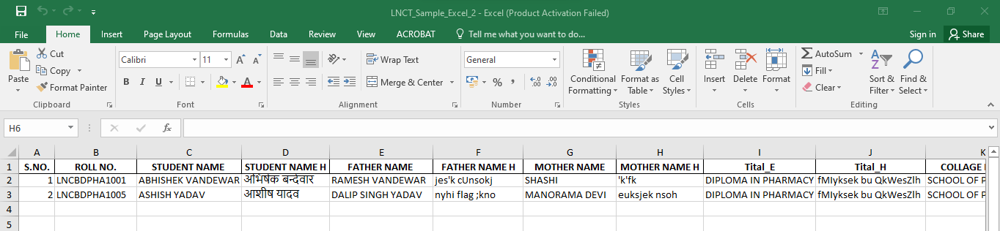 LNCT_Sample_Excel_2 - Excel (Product Activation Failed)
File Home Insert Page Layout Formulas Data Review View ACROBAT Tell me what you want to do... Sign in Share
Paste Cut Copy Format Painter Clipboard
Calibri 11 B I U Font
Wrap Text Merge & Center Alignment
General % , Number
Conditional Formatting Format as Table Cell Styles Styles
Insert Delete Format Cells
AutoSum Fill Clear Sort & Filter Find & Select Editing
H6 fx
A B C D E F G H I J K
1 S.NO. ROLL NO. STUDENT NAME STUDENT NAME H FATHER NAME FATHER NAME H MOTHER NAME MOTHER NAME H Tital_E Tital_H COLLAGE
2 1 LNCBDPHA1001 ABHISHEK VANDEWAR अभिषेक बन्देवार RAMESH VANDEWAR jes'k cUnsokj SHASHI 'k'fk DIPLOMA IN PHARMACY fMIyksek bu QkWesZlh SCHOOL OF P
3 2 LNCBDPHA1005 ASHISH YADAV आशीष यादव DALIP SINGH YADAV nyhi flag ;kno MANORAMA DEVI euksjek nsoh DIPLOMA IN PHARMACY fMIyksek bu QkWesZlh SCHOOL OF P
4
5